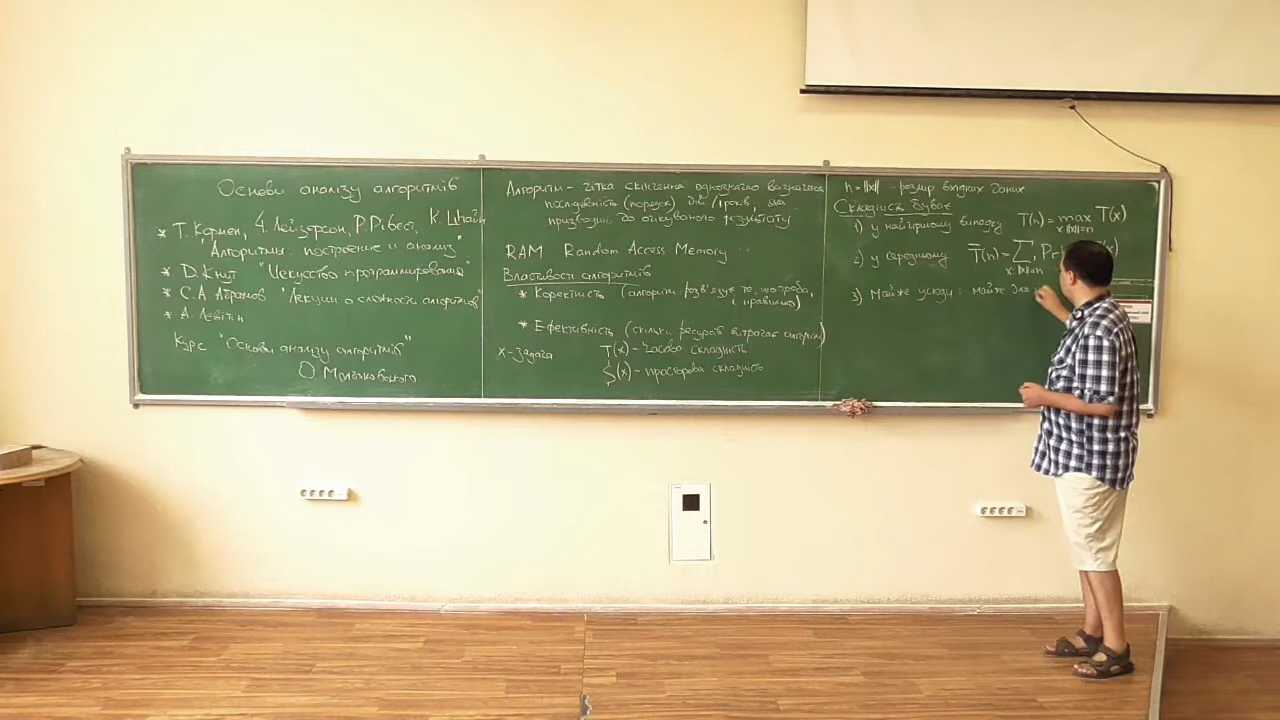 Основи аналізу алгоритмів
* Т. Кормен, Ч. Лейзерсон, Р. Рівест, К. Штайн
"Алгоритмы: построение и анализ"
* D. Кнут "Искусство программирования"
* С.А. Абрамов "Лекции о сложности алгоритмов"
* А. Левітін
Курс "Основи аналізу алгоритмів"
О.
Алгоритм - чітка скінченна однозначно визначена
послідовність (порядок) дій/кроків, яка
призводить до очікуваного результату
RAM Random Access Memory
Властивості алгоритмів
* Коректність (алгоритм розв'язує те, що треба,
і правильно)
* Ефективність (скільки ресурсів витрачає алгоритм)
x - задача T(x) - часова складність
S(x) - просторова складність
n = ||x|| - розмір вхідних даних
Складність буває
1) у найгіршому випадку T(n) = max T(x)
x: ||x||=n
2) у середньому T̄(n) = Σ Pr
x: ||x||=n
3) Майже усюди: майже для